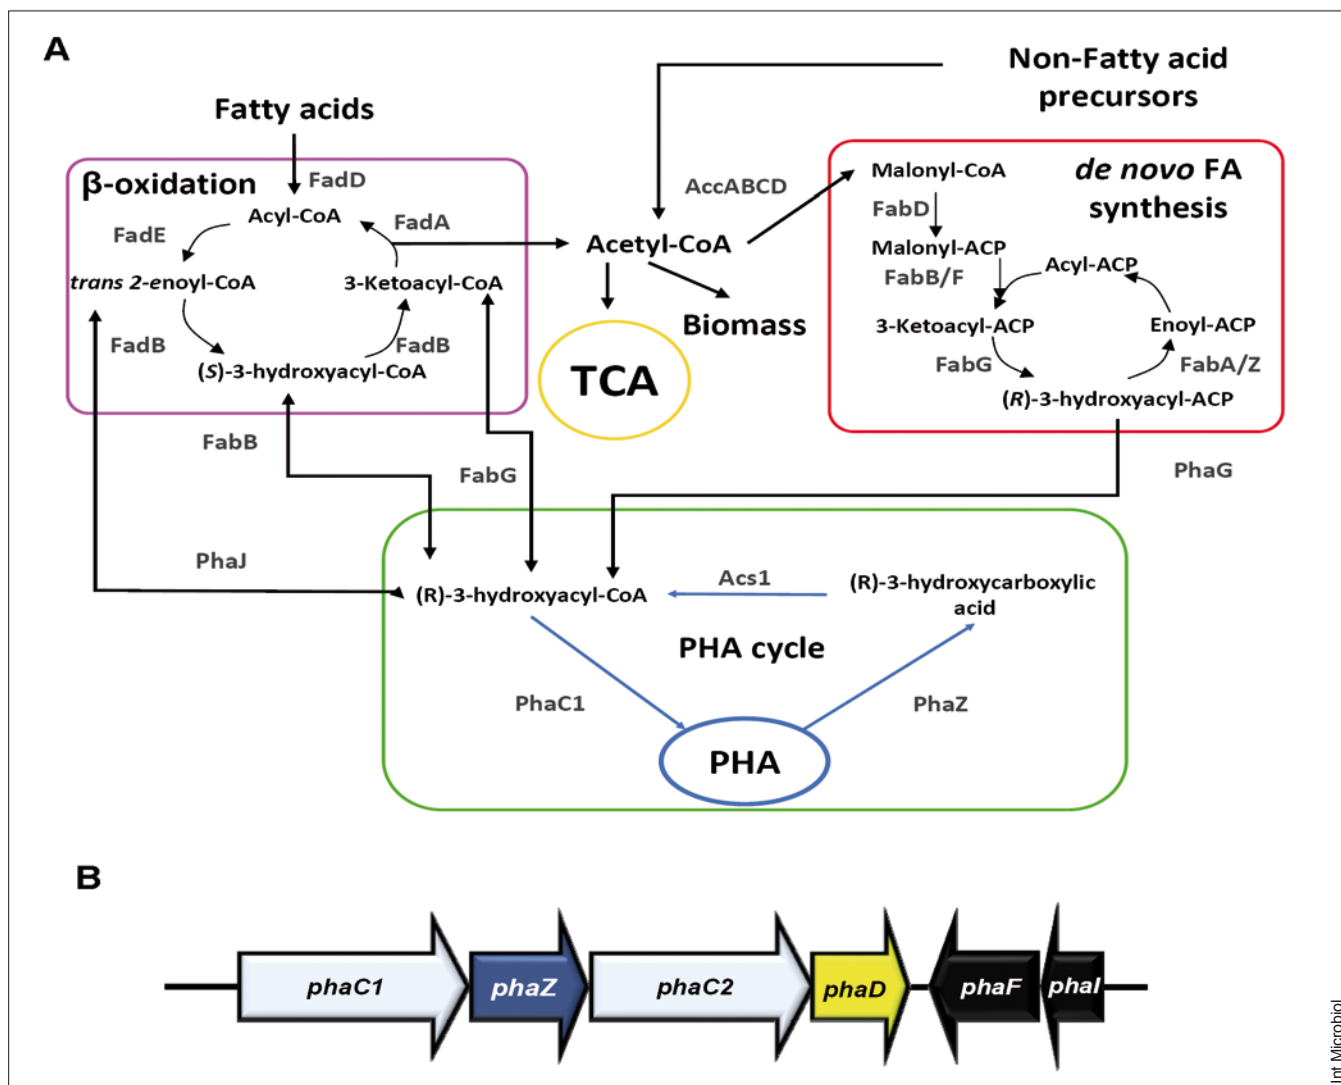 A
Non-Fatty acid
precursors
Fatty acids
β-oxidation
FadD
Acyl-CoA
FadA
FadE
trans 2-enoyl-CoA
3-Ketoacyl-CoA
FadB
FadB
(S)-3-hydroxyacyl-CoA
AccABCD
Acetyl-CoA
Biomass
TCA
Malonyl-CoA
de novo FA
synthesis
FabD
Malonyl-ACP
FabB/F
Acyl-ACP
3-Ketoacyl-ACP
Enoyl-ACP
FabG
FabA/Z
(R)-3-hydroxyacyl-ACP
FabB
FabG
PhaG
PhaJ
(R)-3-hydroxyacyl-CoA
Acs1
(R)-3-hydroxycarboxylic
acid
PHA cycle
PhaC1
PhaZ
PHA
B
phaC1
phaZ
phaC2
phaD
phaF
phaI
Int Microbiol